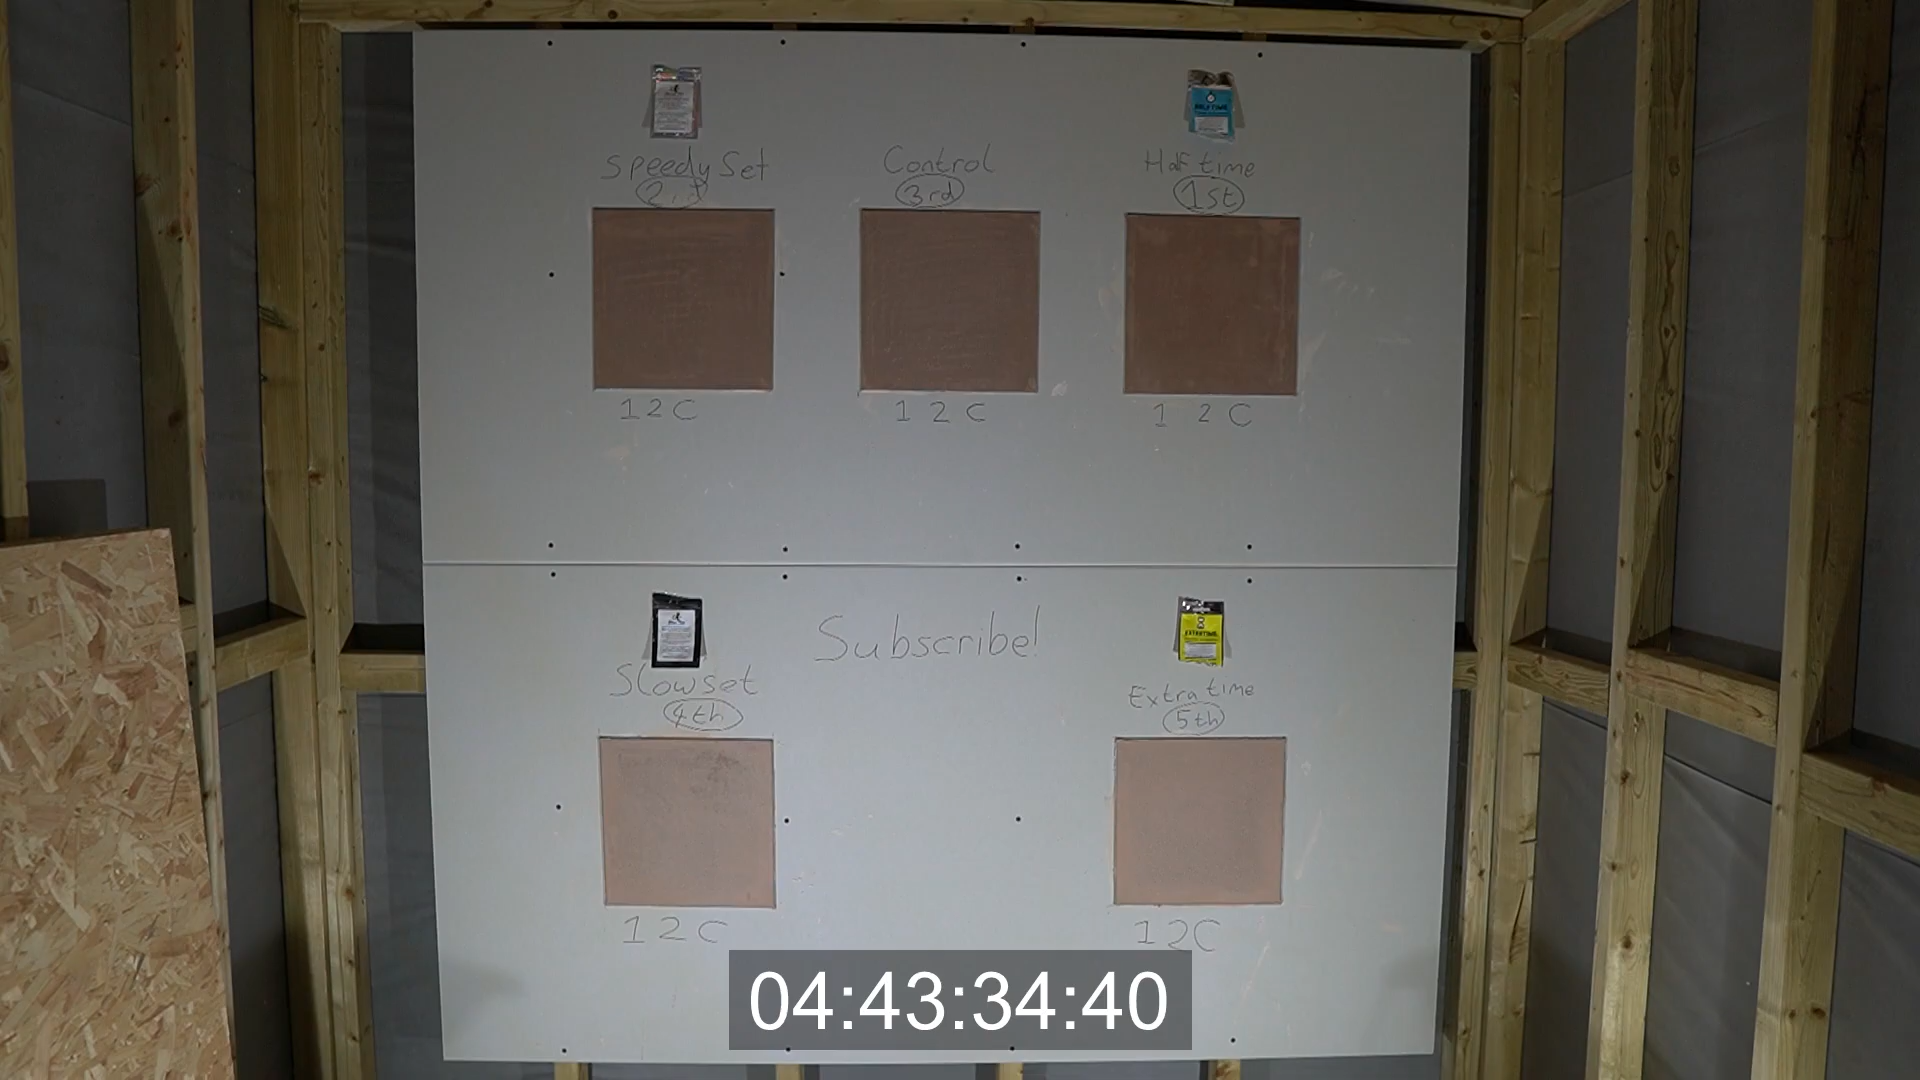 Speedy Set
Control
3rd
Half time
1st
12C
12C
12C
Subscribe!
EXTRATIME
Slowset
4th
Extra time
5th
12C
12C
04:43:34:40